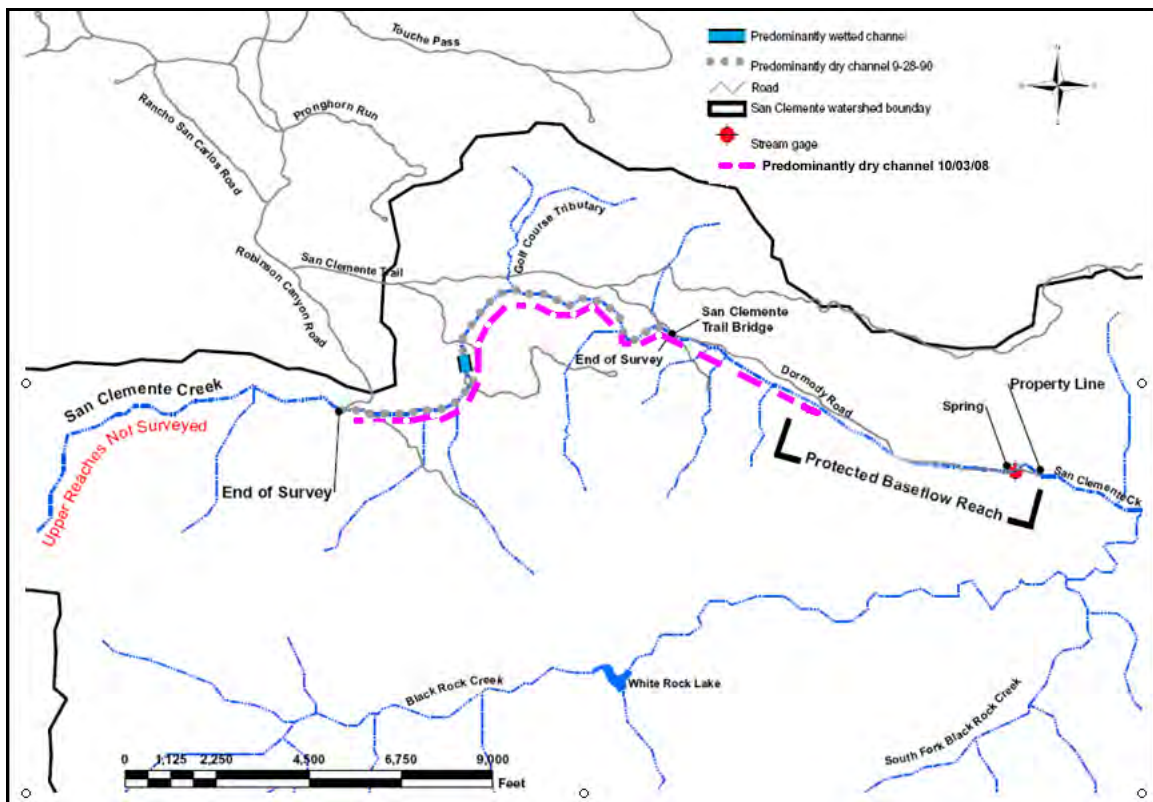 Touche Pass
Predominantly wetted channel
Predominantly dry channel 9-28-90
Road
San Clemente watershed bounday
Stream gage
Predominantly dry channel 10/03/08
Pronghorn Run
Rancho San Carlos Road
Golf Course Tributary
San Clemente Trail
Robinson Canyon Road
San Clemente
Trail Bridge
End of Survey
Dormody Road
Property Line
San Clemente Creek
Spring
Upper Reaches Not Surveyed
End of Survey
Protected Baseflow Reach
San Clemente Ck
White Rock Lake
Black Rock Creek
South Fork Black Rock Creek
0 1,125 2,250 4,500 6,750 9,000
Feet